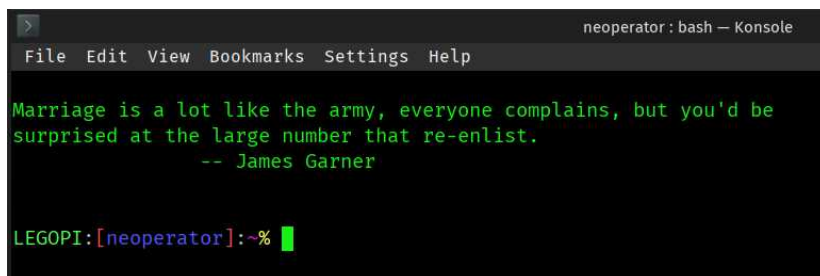 neoperator : bash — Konsole
File Edit View Bookmarks Settings Help
Marriage is a lot like the army, everyone complains, but you'd be
surprised at the large number that re-enlist.
-- James Garner
LEGOPI:[neoperator]:~%